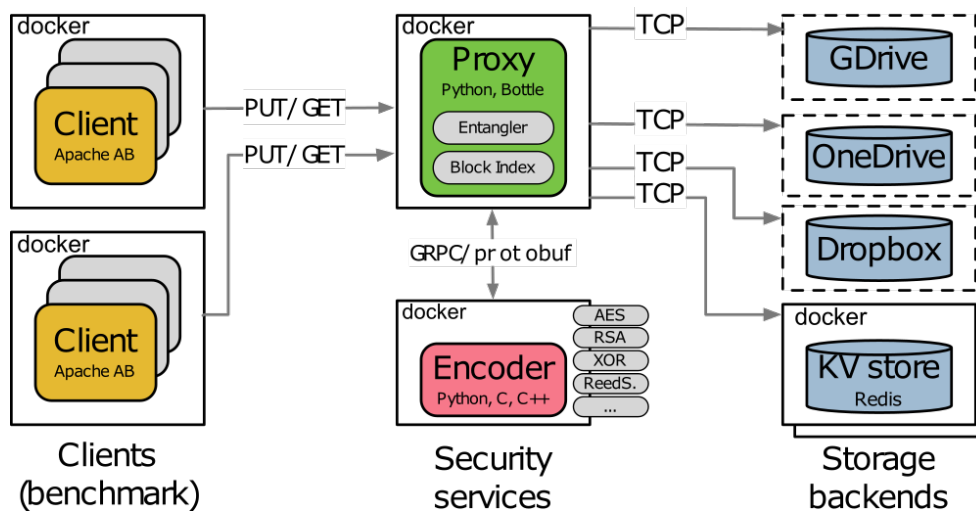 docker
Client
Apache AB
docker
Client
Apache AB
Clients
(benchmark)
PUT/ GET
PUT/ GET
docker
Proxy
Python, Bottle
Entangler
Block Index
GRPC/ prot obuf
docker
Encoder
Python, C, C++
AES
RSA
XOR
ReedS.
...
Security
services
TCP
TCP
TCP
TCP
GDrive
OneDrive
Dropbox
docker
KV store
Redis
Storage
backends